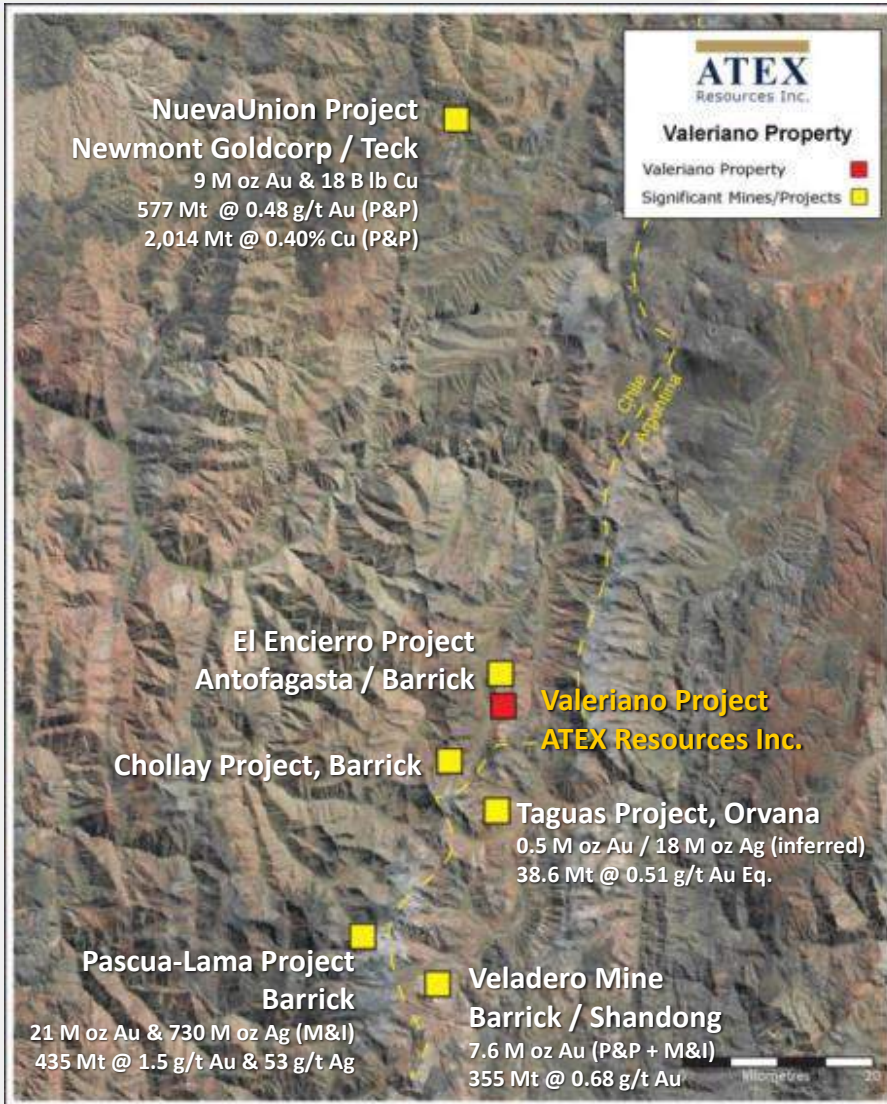 ATEX
Resources Inc.
Valeriano Property
Valeriano Property
Significant Mines/Projects
NuevaUnion Project
Newmont Goldcorp / Teck
9 M oz Au & 18 B lb Cu
577 Mt @ 0.48 g/t Au (P&P)
2,014 Mt @ 0.40% Cu (P&P)
Chile
Argentina
El Encierro Project
Antofagasta / Barrick
Valeriano Project
ATEX Resources Inc.
Chollay Project, Barrick
Taguas Project, Orvana
0.5 M oz Au / 18 M oz Ag (inferred)
38.6 Mt @ 0.51 g/t Au Eq.
Pascua-Lama Project
Barrick
21 M oz Au & 730 M oz Ag (M&I)
435 Mt @ 1.5 g/t Au & 53 g/t Ag
Veladero Mine
Barrick / Shandong
7.6 M oz Au (P&P + M&I)
355 Mt @ 0.68 g/t Au
kilometres
20